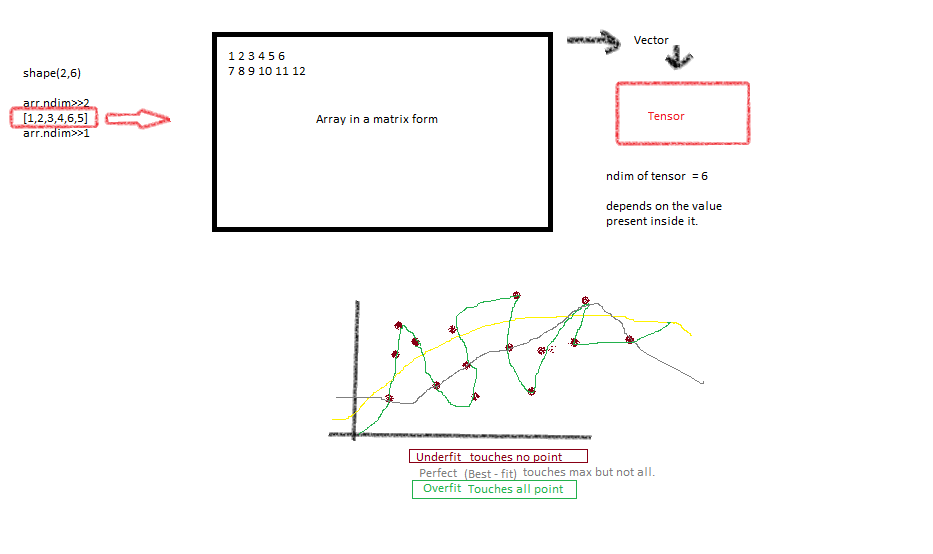 shape(2,6)
arr.ndim>>2
[1,2,3,4,6,5]
arr.ndim>>1
1 2 3 4 5 6
7 8 9 10 11 12
Array in a matrix form
Vector
Tensor
ndim of tensor = 6
depends on the value
present inside it.
Underfit touches no point
Perfect (Best - fit) touches max but not all.
Overfit Touches all point